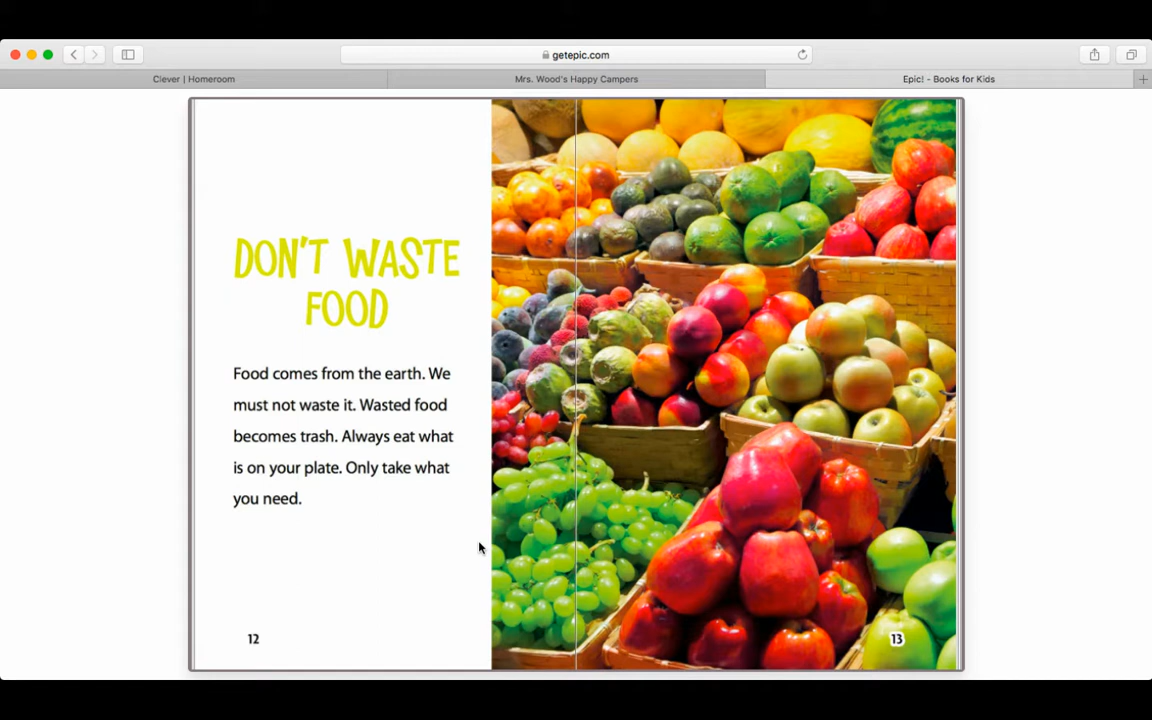 getepic.com
Clever | Homeroom
Mrs. Wood's Happy Campers
Epic! - Books for Kids
DON'T WASTE
FOOD
Food comes from the earth. We
must not waste it. Wasted food
becomes trash. Always eat what
is on your plate. Only take what
you need.
12
13